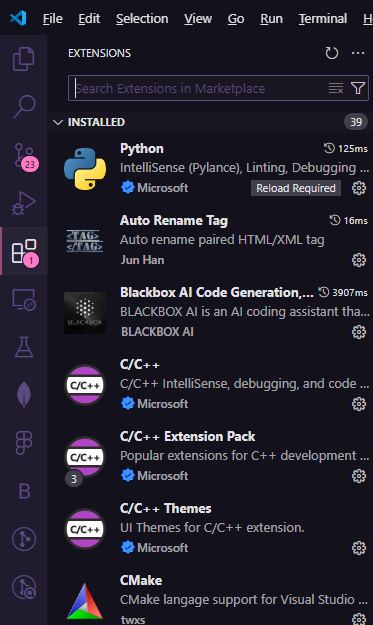 File Edit Selection View Go Run Terminal H
EXTENSIONS
Search Extensions in Marketplace
INSTALLED 39
Python 125ms
IntelliSense (Pylance), Linting, Debugging ...
Microsoft Reload Required
23
<TAG>
</TAG>
Auto Rename Tag 16ms
Auto rename paired HTML/XML tag
Jun Han
1
BLACKBOX
Blackbox AI Code Generation,... 3907ms
BLACKBOX AI is an AI coding assistant tha...
BLACKBOX AI
C/C++
C/C++
C/C++ IntelliSense, debugging, and code ...
Microsoft
C/C++
3
C/C++ Extension Pack
Popular extensions for C++ development ...
Microsoft
B
C/C++
C/C++ Themes
UI Themes for C/C++ extension.
Microsoft
CMake
CMake langage support for Visual Studio ...
twxs